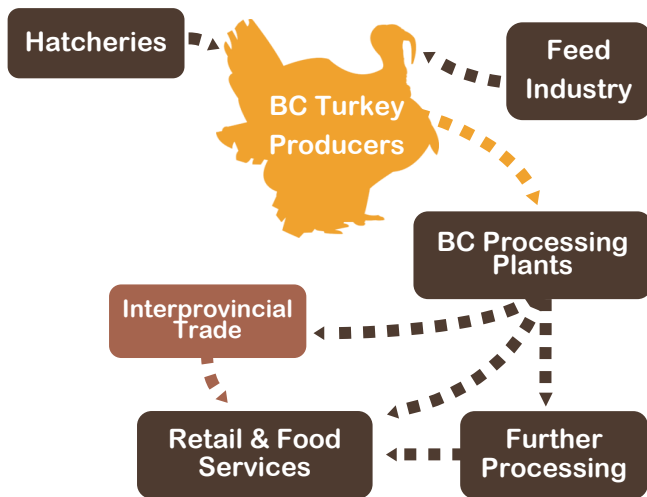 Hatcheries
Feed
Industry
BC Turkey
Producers
BC Processing
Plants
Interprovincial
Trade
Retail & Food
Services
Further
Processing